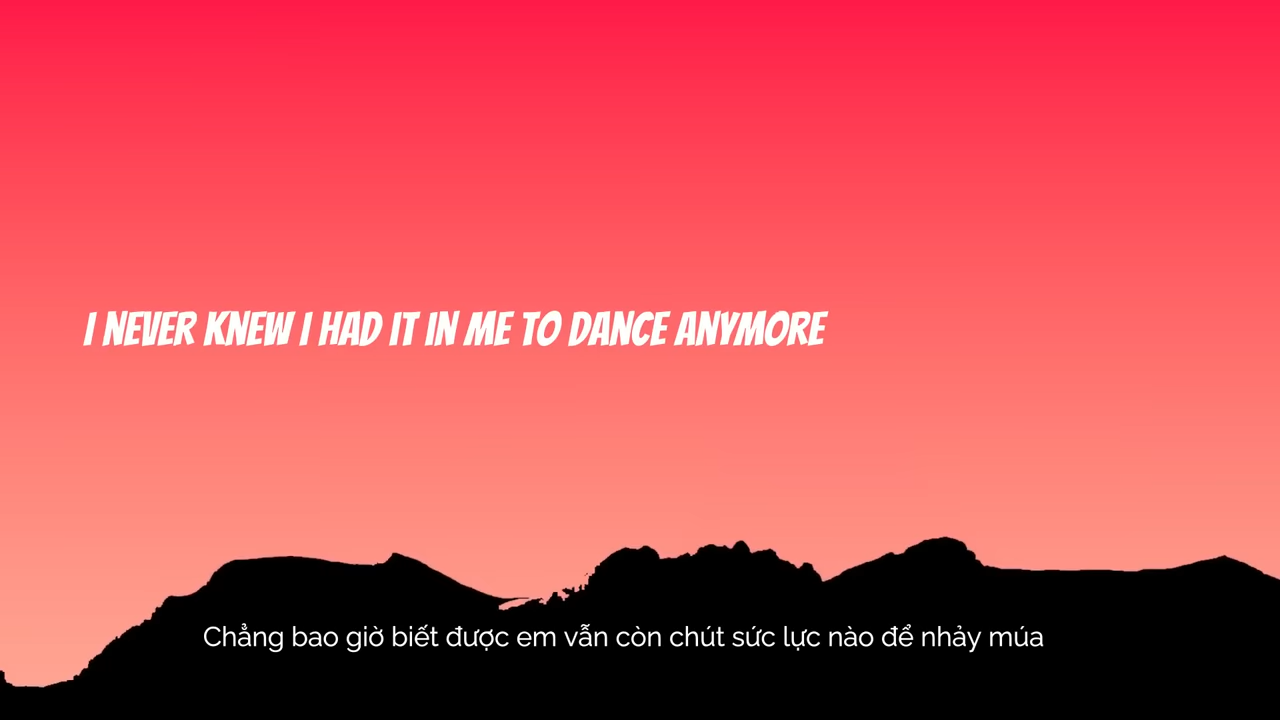 I NEVER KNEW I HAD IT IN ME TO DANCE ANYMORE
Chẳng bao giờ biết được em vẫn còn chút sức lực nào để nhảy múa